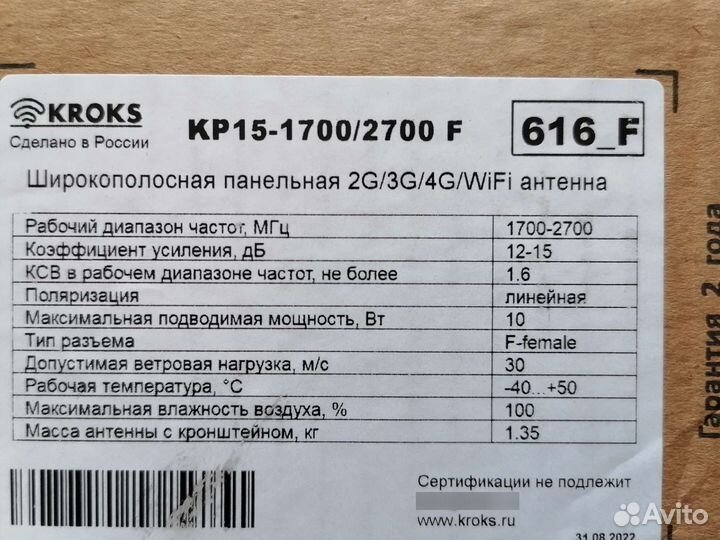 KROKS
Сделано в России
KP15-1700/2700 F
616_F
Широкополосная панельная 2G/3G/4G/WiFi антенна
Рабочий диапазон частот, МГц 1700-2700
Коэффициент усиления, дБ 12-15
КСВ в рабочем диапазоне частот, не более 1.6
Поляризация линейная
Максимальная подводимая мощность, Вт 10
Тип разъема F-female
Допустимая ветровая нагрузка, м/с 30
Рабочая температура, °С -40...+50
Максимальная влажность воздуха, % 100
Масса антенны с кронштейном, кг 1.35
Сертификации не подлежит
www.kroks.ru
31.08.2022
Гарантия 2 года
Avito